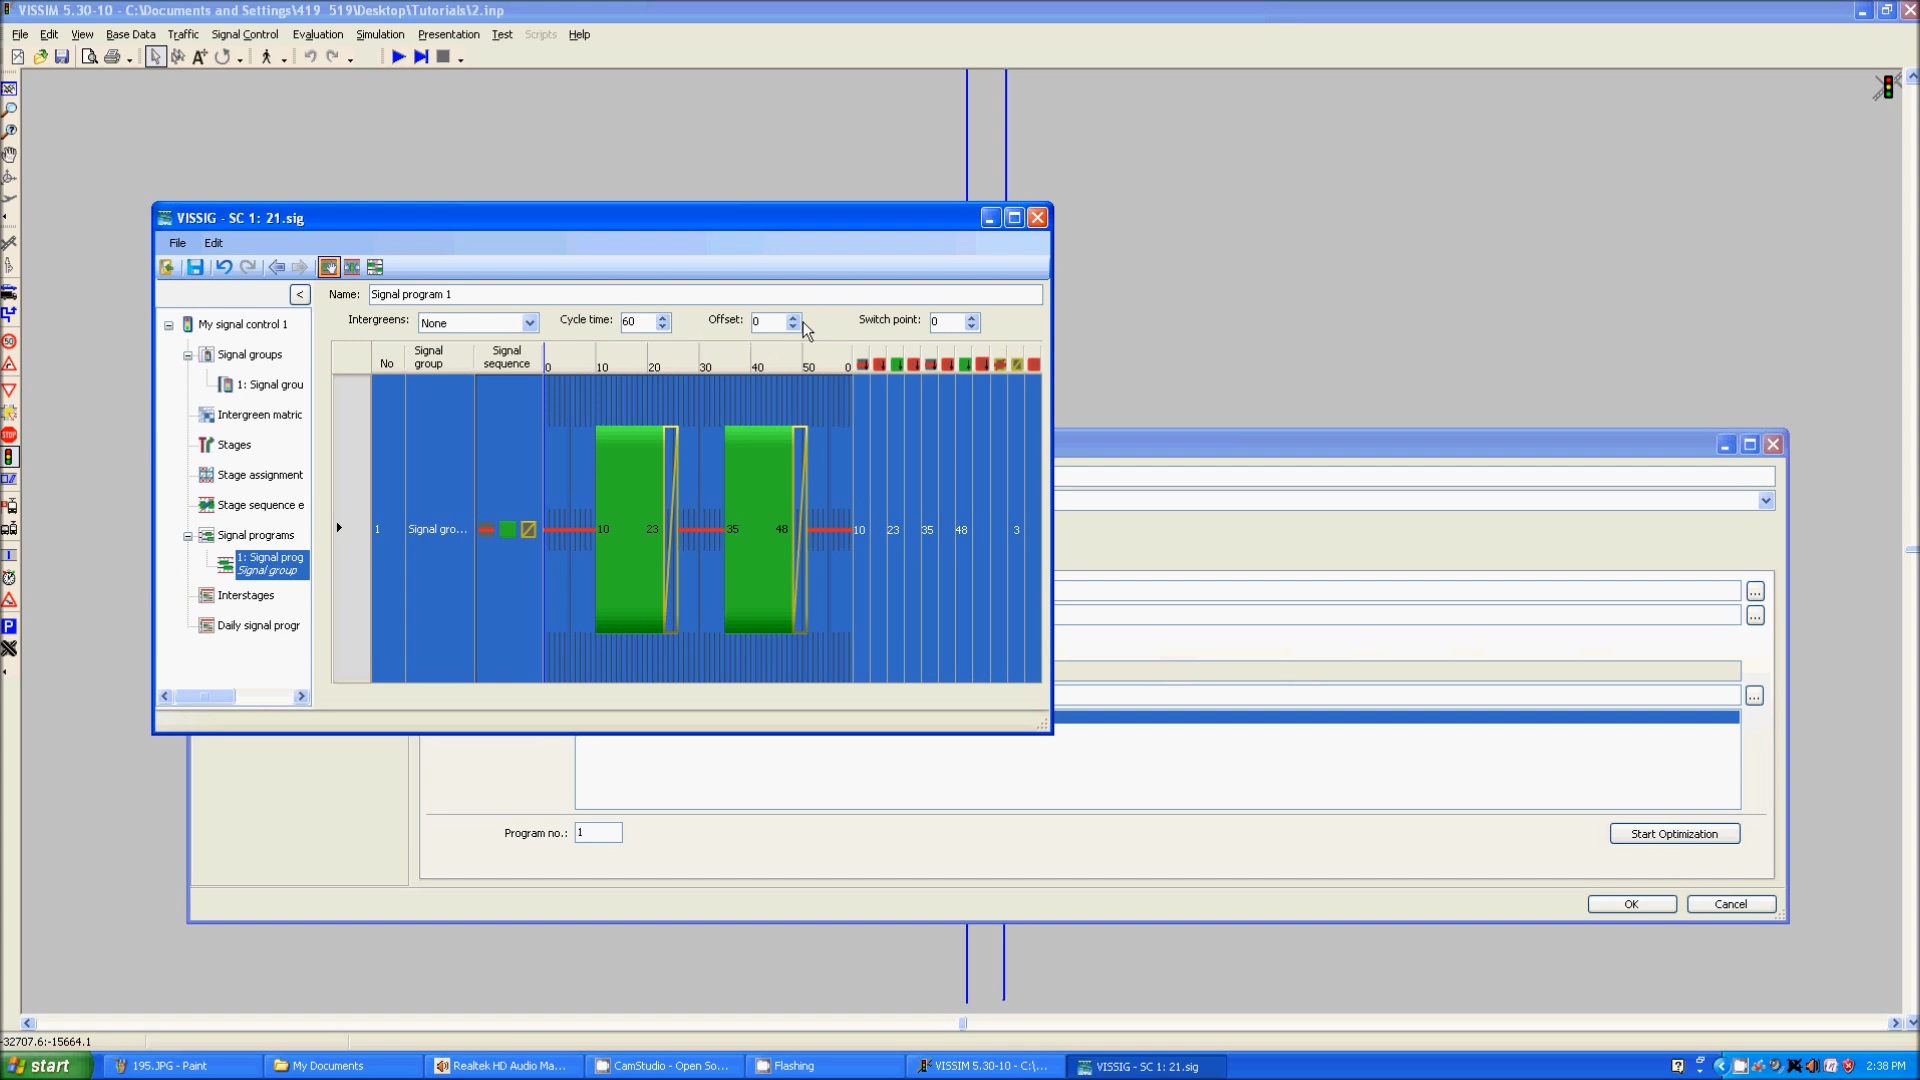 VISSIM 5.30-10 - C:\Documents and Settings\419 519\Desktop\Tutorials\2.inp
File Edit View Base Data Traffic Signal Control Evaluation Simulation Presentation Test Scripts Help
VISSIG - SC 1: 21.sig
File Edit
< Name: Signal program 1
Intergreens: None Cycle time: 60 Offset: 0 Switch point: 0
My signal control 1
Signal groups
1: Signal grou
Intergreen matric
Stages
Stage assignment
Stage sequence e
Signal programs
1: Signal prog
Signal group
Interstages
Daily signal progr
No Signal group Signal sequence 0 10 20 30 40 50 0
1 Signal gro... 10 23 35 48 10 23 35 48 3
...
...
...
Program no.: 1
Start Optimization
OK Cancel
50
STOP
P
-32707.6:-15664.1
start 195.JPG - Paint My Documents Realtek HD Audio Ma... CamStudio - Open So... Flashing VISSIM 5.30-10 - C:\... VISSIG - SC 1: 21.sig 2:38 PM